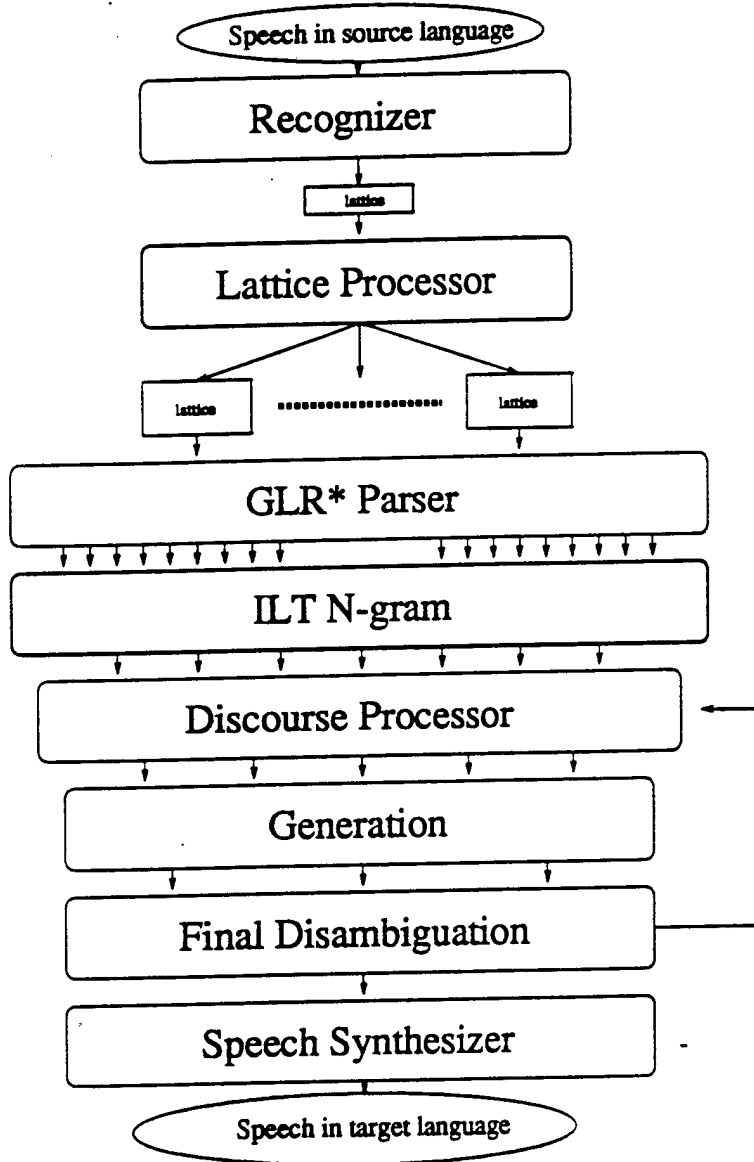 Speech in source language
Recognizer
lattice
Lattice Processor
lattice
lattice
GLR* Parser
ILT N-gram
Discourse Processor
Generation
Final Disambiguation
Speech Synthesizer
Speech in target language